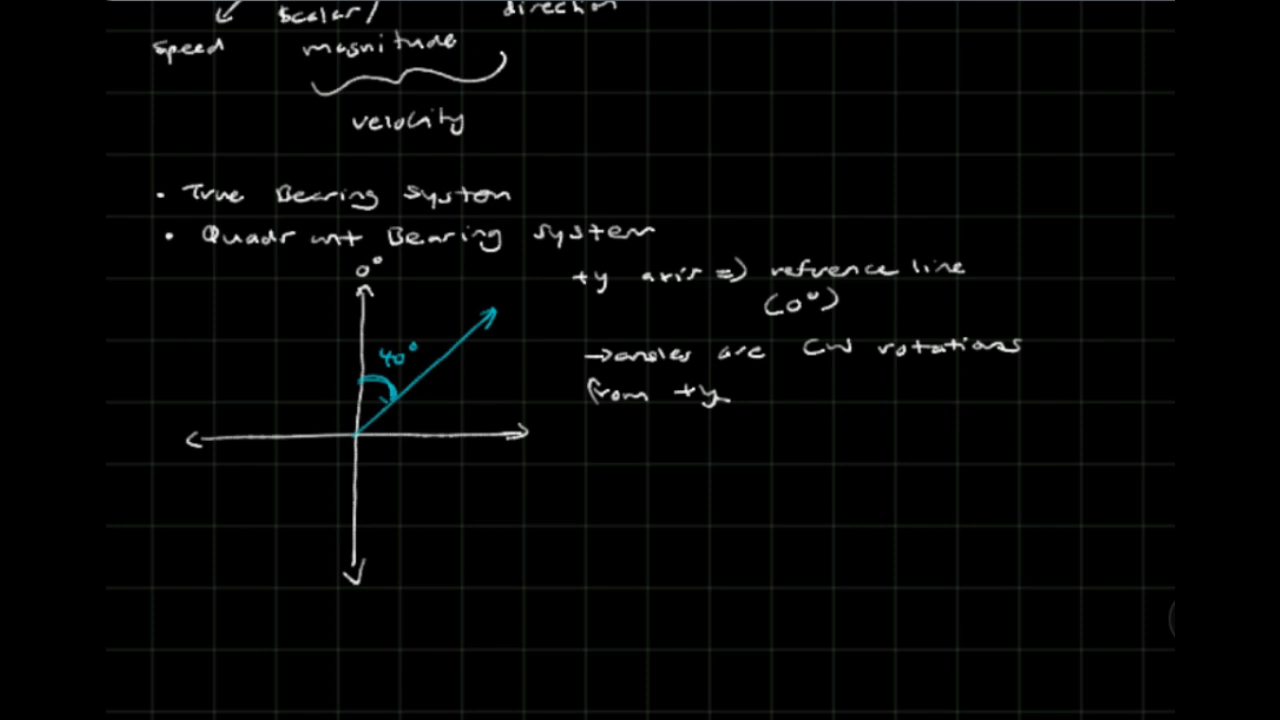 scalar/ direction
speed magnitude
velocity
• True Bearing System
• Quadrant Bearing system
0°
+y axis => refrence line
(0°)
40°
→angles are CW rotations
from +y